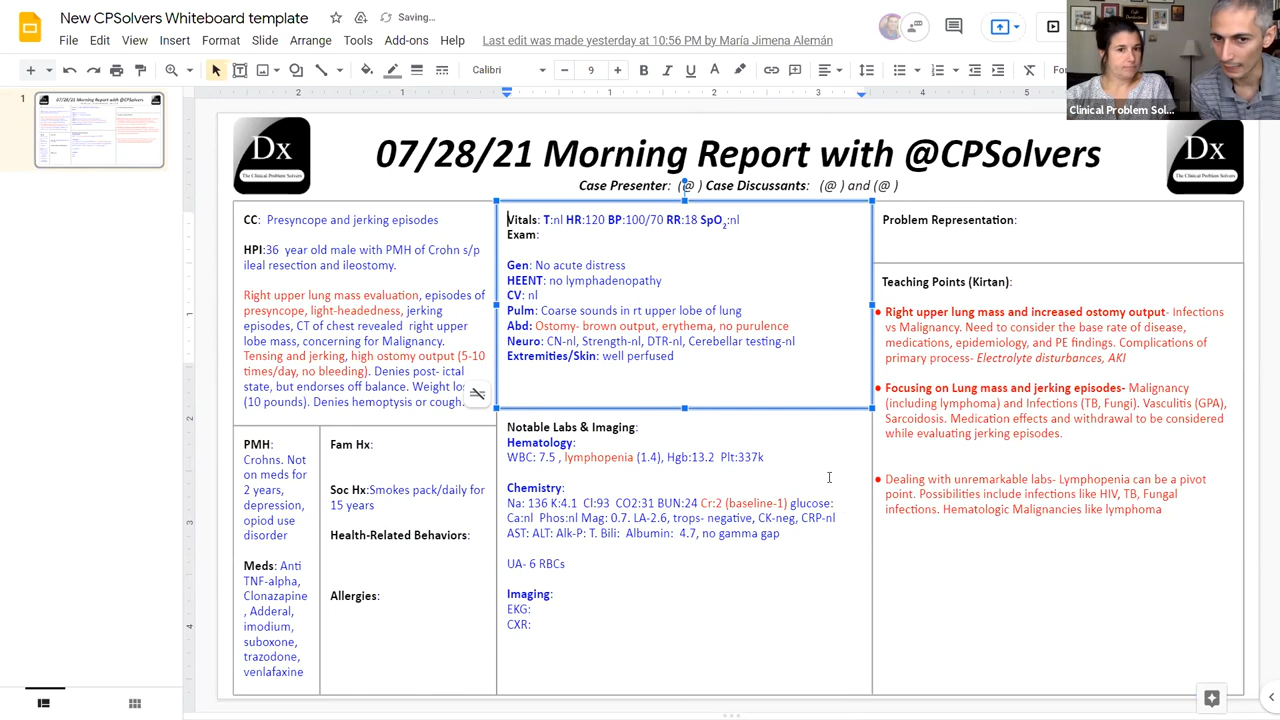 New CPSolvers Whiteboard template
Saving...
File Edit View Insert Format Slide Arrange Tools Add-ons Help Last edit was made yesterday at 10:56 PM by María Jimena Alemán
Calibri
9
Clinical Problem Sol...
1
07/28/21 Morning Report with @CPSolvers
Case Presenter: (@ ) Case Discussants: (@ ) and (@ )
Dx
The Clinical Problem Solvers
Dx
The Clinical Problem Solvers
CC: Presyncope and jerking episodes
HPI:36 year old male with PMH of Crohn s/p
ileal resection and ileostomy.
Right upper lung mass evaluation, episodes of
presyncope, light-headedness, jerking
episodes, CT of chest revealed right upper
lobe mass, concerning for Malignancy.
Tensing and jerking, high ostomy output (5-10
times/day, no bleeding). Denies post- ictal
state, but endorses off balance. Weight lo
(10 pounds). Denies hemoptysis or cough.
PMH:
Crohns. Not
on meds for
2 years,
depression,
opiod use
disorder
Meds: Anti
TNF-alpha,
Clonazapine
, Adderal,
imodium,
suboxone,
trazodone,
venlafaxine
Fam Hx:
Soc Hx:Smokes pack/daily for
15 years
Health-Related Behaviors:
Allergies:
Vitals: T:nl HR:120 BP:100/70 RR:18 SpO2:nl
Exam:
Gen: No acute distress
HEENT: no lymphadenopathy
CV: nl
Pulm: Coarse sounds in rt upper lobe of lung
Abd: Ostomy- brown output, erythema, no purulence
Neuro: CN-nl, Strength-nl, DTR-nl, Cerebellar testing-nl
Extremities/Skin: well perfused
Notable Labs & Imaging:
Hematology:
WBC: 7.5 , lymphopenia (1.4), Hgb:13.2 Plt:337k
Chemistry:
Na: 136 K:4.1 Cl:93 CO2:31 BUN:24 Cr:2 (baseline-1) glucose:
Ca:nl Phos:nl Mag: 0.7. LA-2.6, trops- negative, CK-neg, CRP-nl
AST: ALT: Alk-P: T. Bili: Albumin: 4.7, no gamma gap
UA- 6 RBCs
Imaging:
EKG:
CXR:
Problem Representation:
Teaching Points (Kirtan):
● Right upper lung mass and increased ostomy output- Infections
vs Malignancy. Need to consider the base rate of disease,
medications, epidemiology, and PE findings. Complications of
primary process- Electrolyte disturbances, AKI
● Focusing on Lung mass and jerking episodes- Malignancy
(including lymphoma) and Infections (TB, Fungi). Vasculitis (GPA),
Sarcoidosis. Medication effects and withdrawal to be considered
while evaluating jerking episodes.
● Dealing with unremarkable labs- Lymphopenia can be a pivot
point. Possibilities include infections like HIV, TB, Fungal
infections. Hematologic Malignancies like lymphoma